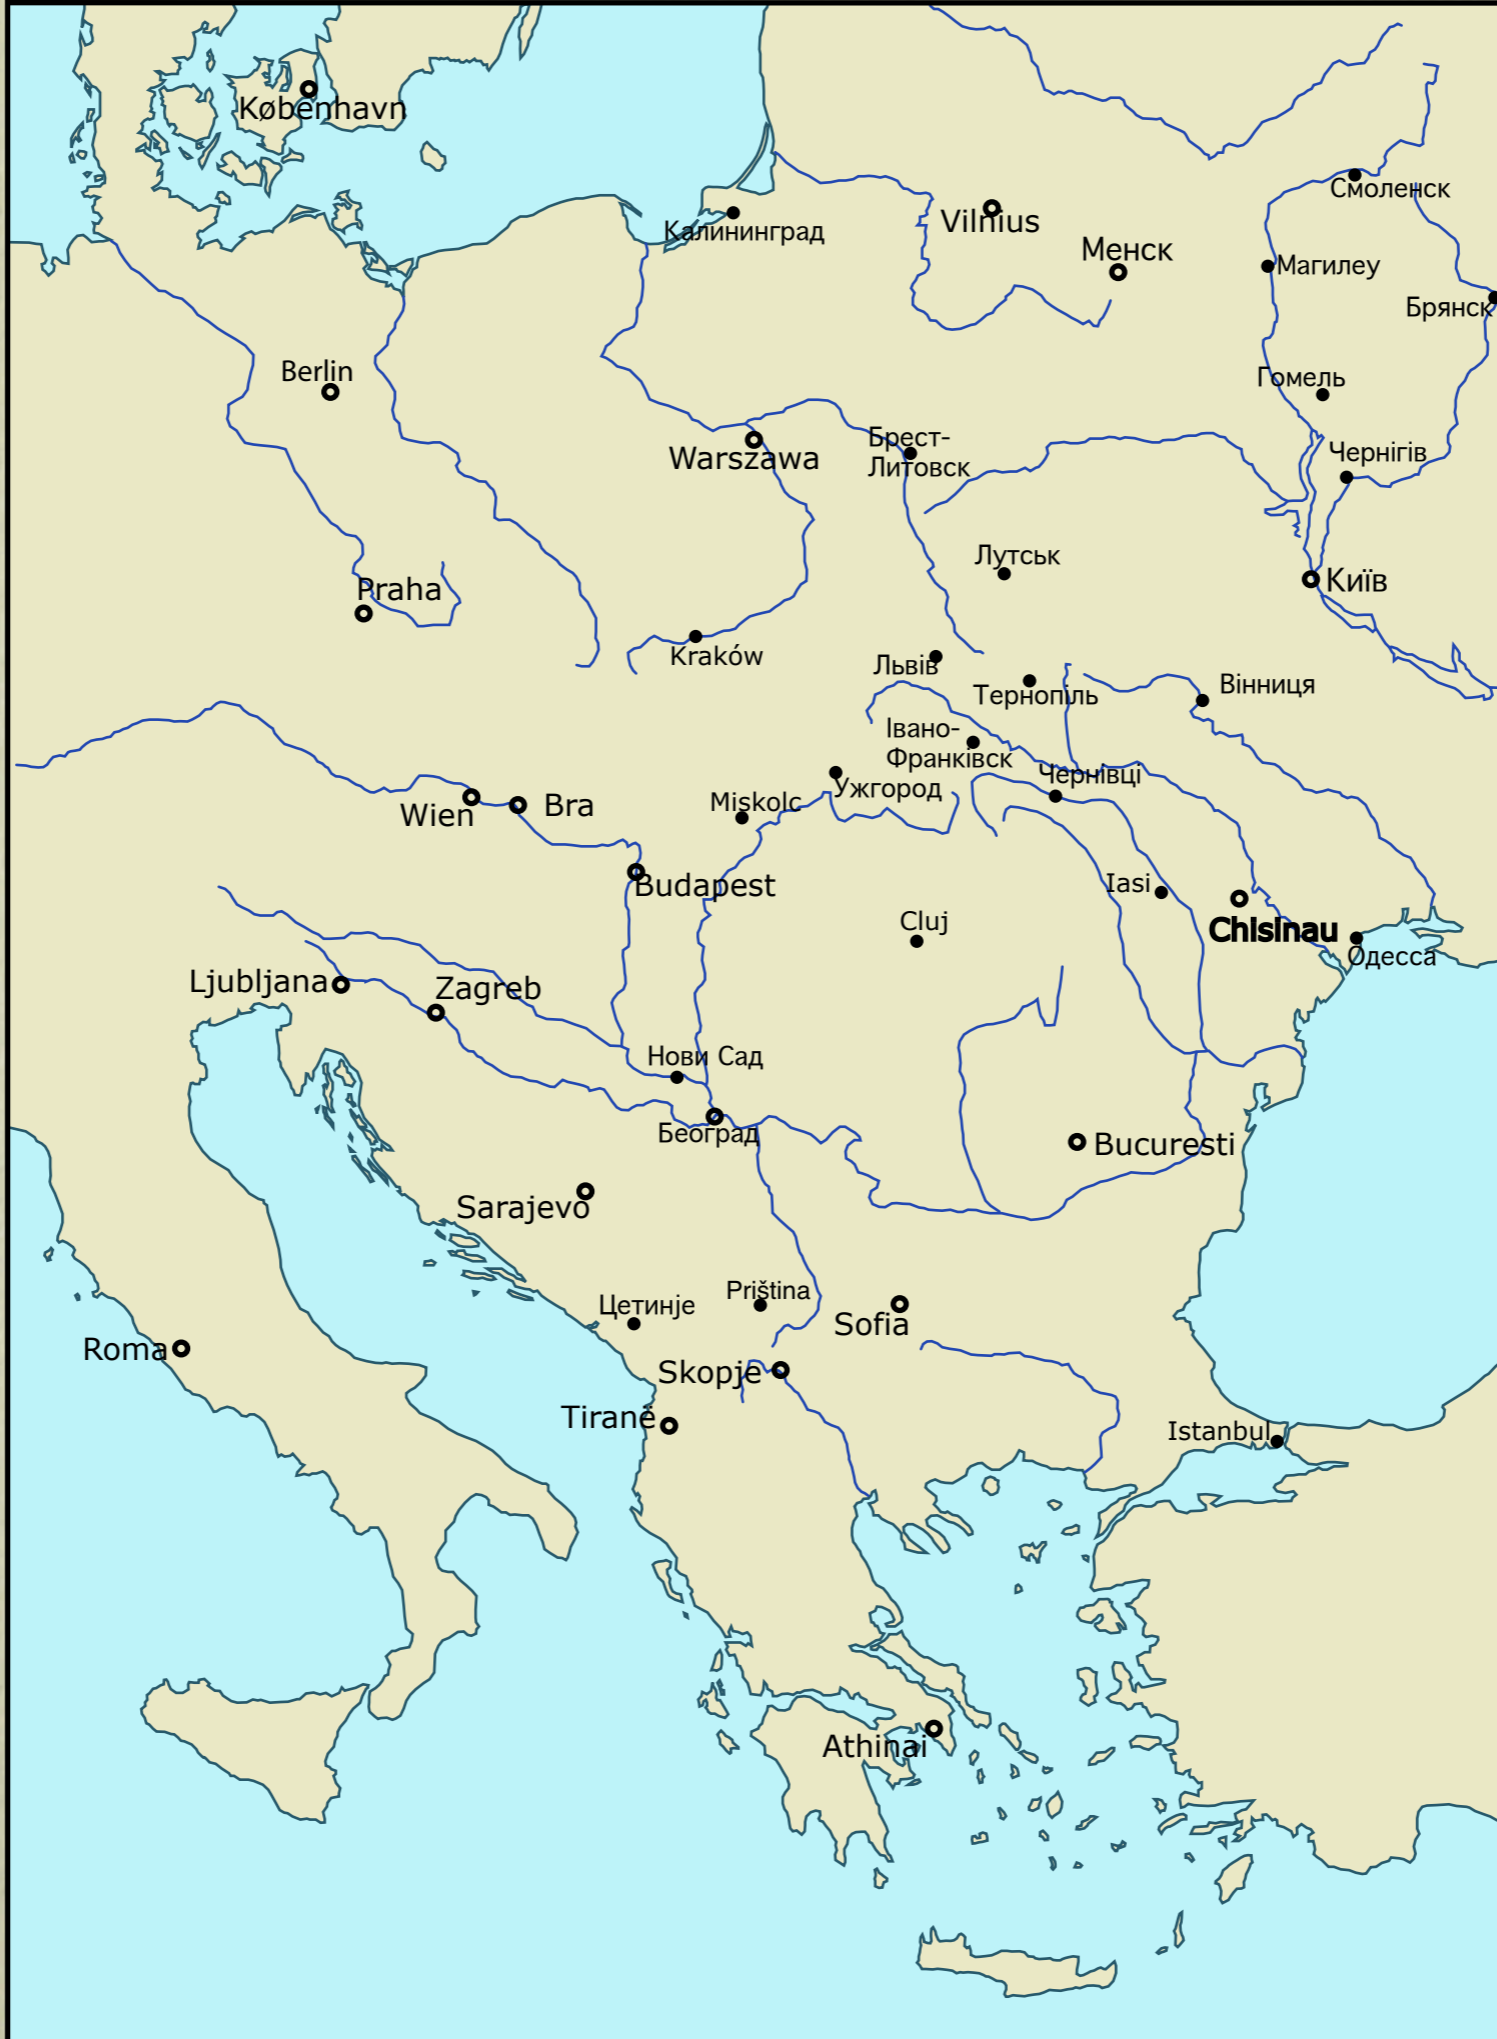 København
Смоленск
Калининград
Vilnius
Менск
Магилеу
Брянск
Berlin
Гомель
Брест-
Литовск
Warszawa
Чернігів
Лутськ
Київ
Praha
Kraków
Львів
Тернопіль
Вінниця
Івано-
Франківск
Чернівці
Ужгород
Miskolc
Wien
Bra
Budapest
Iasi
Chisinau
Cluj
Одесса
Ljubljana
Zagreb
Нови Сад
Београд
Bucuresti
Sarajevo
Priština
Цетинје
Sofia
Roma
Skopje
Tiranë
Istanbul
Athinai